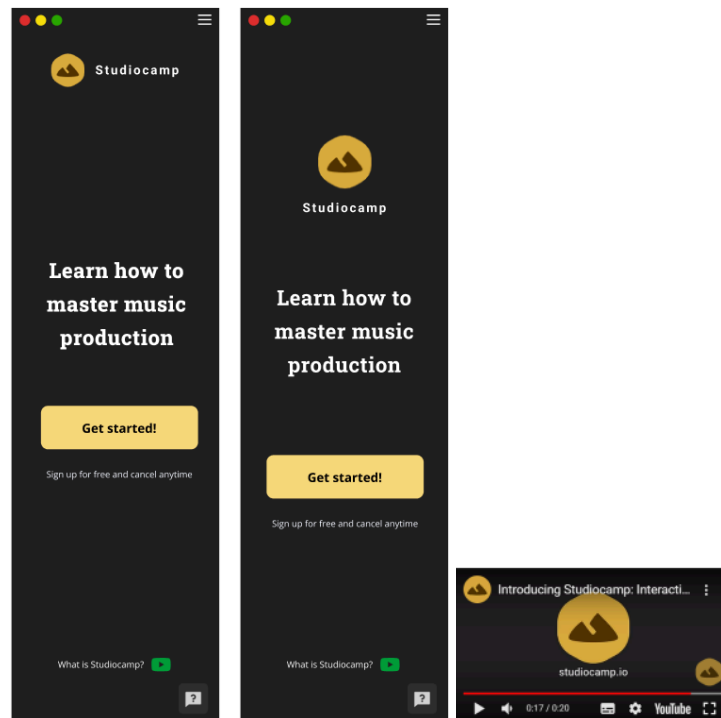 Studiocamp
Learn how to
master music
production
Get started!
Sign up for free and cancel anytime
What is Studiocamp?
?
Studiocamp
Learn how to
master music
production
Get started!
Sign up for free and cancel anytime
What is Studiocamp?
?
Introducing Studiocamp: Interacti...
studiocamp.io
0:17 / 0:20 YouTube